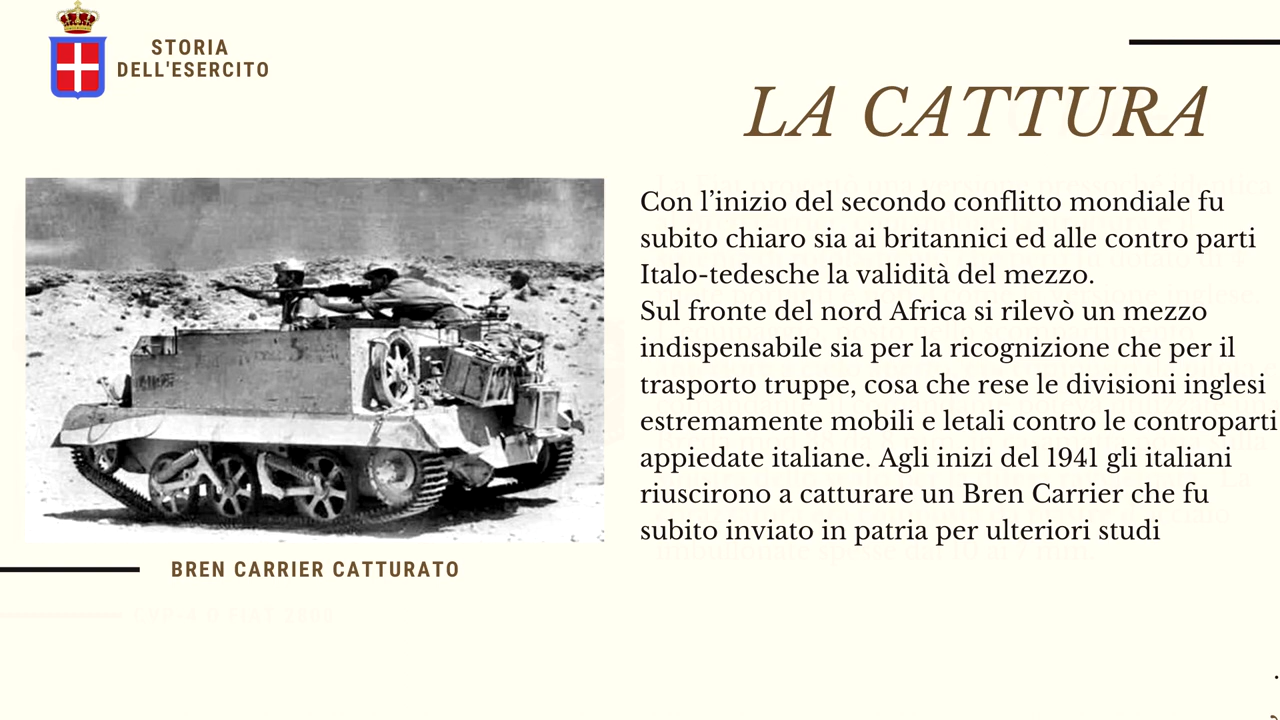 STORIA
DELL'ESERCITO
LA CATTURA
Con l’inizio del secondo conflitto mondiale fu
subito chiaro sia ai britannici ed alle contro parti
Italo-tedesche la validità del mezzo.
Sul fronte del nord Africa si rilevò un mezzo
indispensabile sia per la ricognizione che per il
trasporto truppe, cosa che rese le divisioni inglesi
estremamente mobili e letali contro le controparti
appiedate italiane. Agli inizi del 1941 gli italiani
riuscirono a catturare un Bren Carrier che fu
subito inviato in patria per ulteriori studi
BREN CARRIER CATTURATO